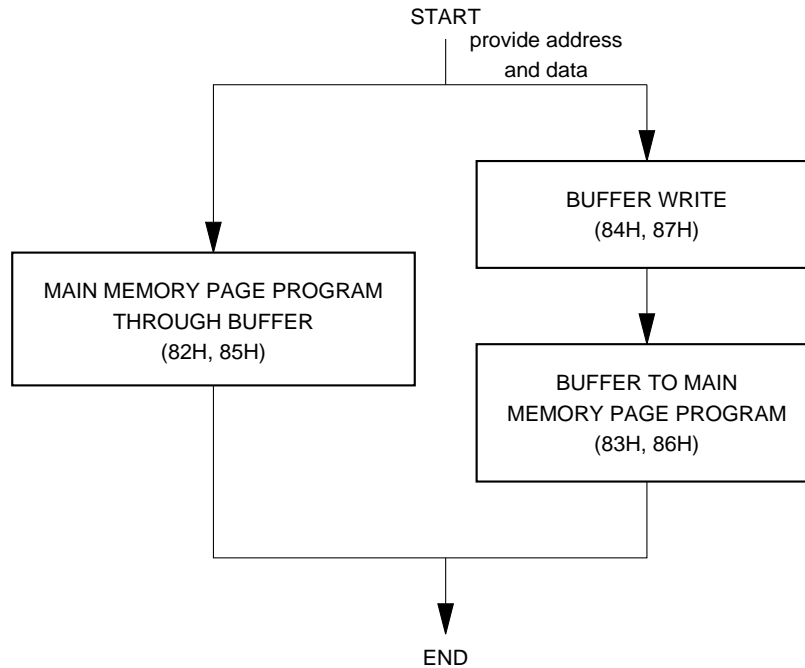 START
provide address
and data
BUFFER WRITE
(84H, 87H)
MAIN MEMORY PAGE PROGRAM
THROUGH BUFFER
(82H, 85H)
BUFFER TO MAIN
MEMORY PAGE PROGRAM
(83H, 86H)
END